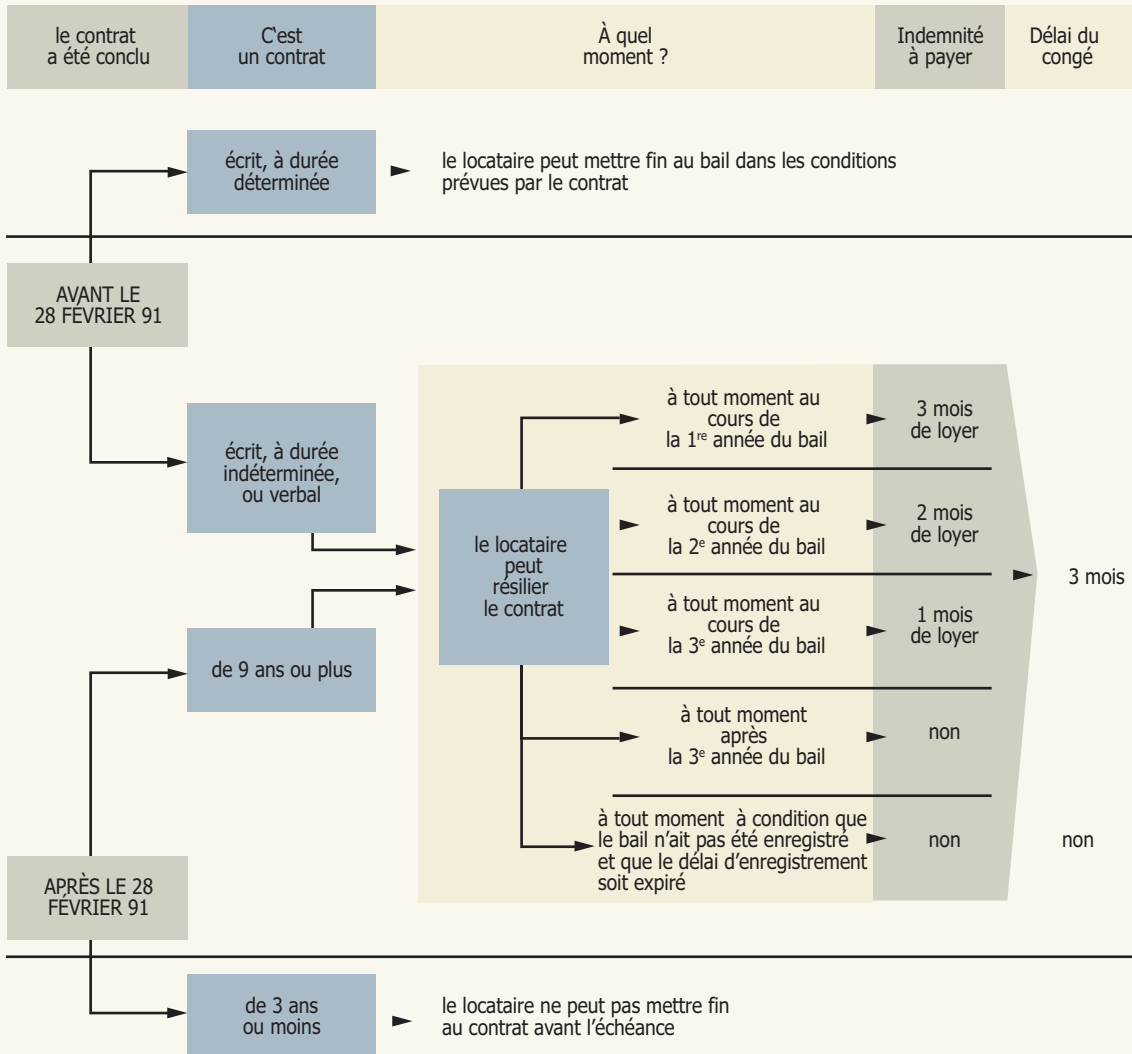 le contrat
a été conclu
C'est
un contrat
À quel
moment ?
Indemnité
à payer
Délai du
congé
écrit, à durée
déterminée
le locataire peut mettre fin au bail dans les conditions
prévues par le contrat
AVANT LE
28 FÉVRIER 91
écrit, à durée
indéterminée,
ou verbal
de 9 ans ou plus
le locataire
peut
résilier
le contrat
à tout moment au
cours de
la 1re année du bail
3 mois
de loyer
à tout moment au
cours de
la 2e année du bail
2 mois
de loyer
à tout moment au
cours de
la 3e année du bail
1 mois
de loyer
à tout moment
après
la 3e année du bail
non
3 mois
à tout moment à condition que
le bail n'ait pas été enregistré
et que le délai d'enregistrement
soit expiré
non
non
APRÈS LE 28
FÉVRIER 91
de 3 ans
ou moins
le locataire ne peut pas mettre fin
au contrat avant l'échéance